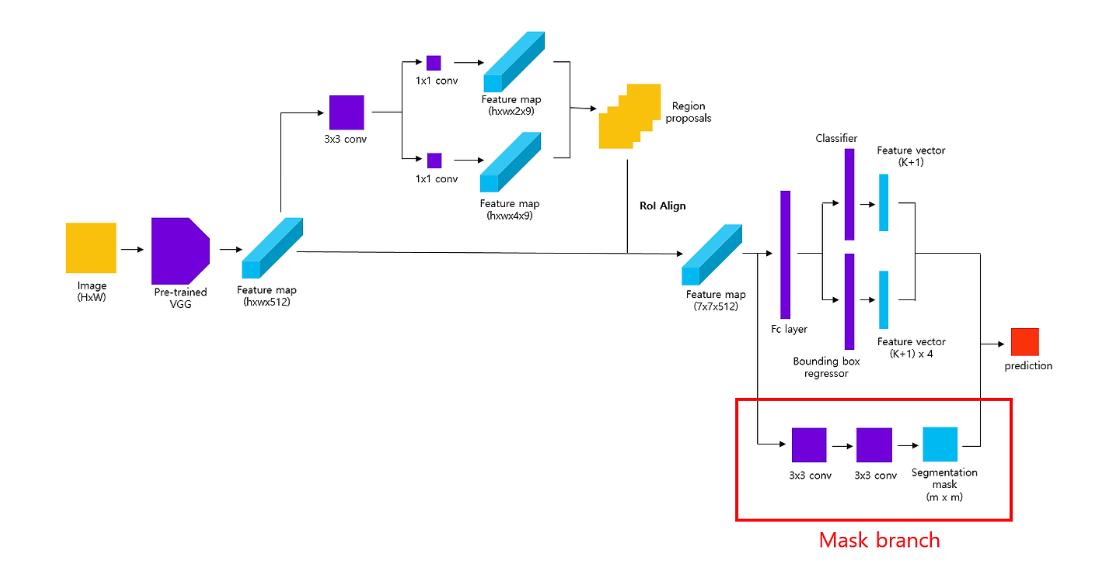 1x1 conv
Feature map
(hxwx2x9)
3x3 conv
Region
proposals
1x1 conv
Feature map
(hxwx4x9)
RoI Align
Classifier
Feature vector
(K+1)
Image
(HxW)
Pre-trained
VGG
Feature map
(hxwx512)
Feature map
(7x7x512)
Fc layer
Bounding box
regressor
Feature vector
(K+1) x 4
prediction
3x3 conv
3x3 conv
Segmentation
mask
(m x m)
Mask branch